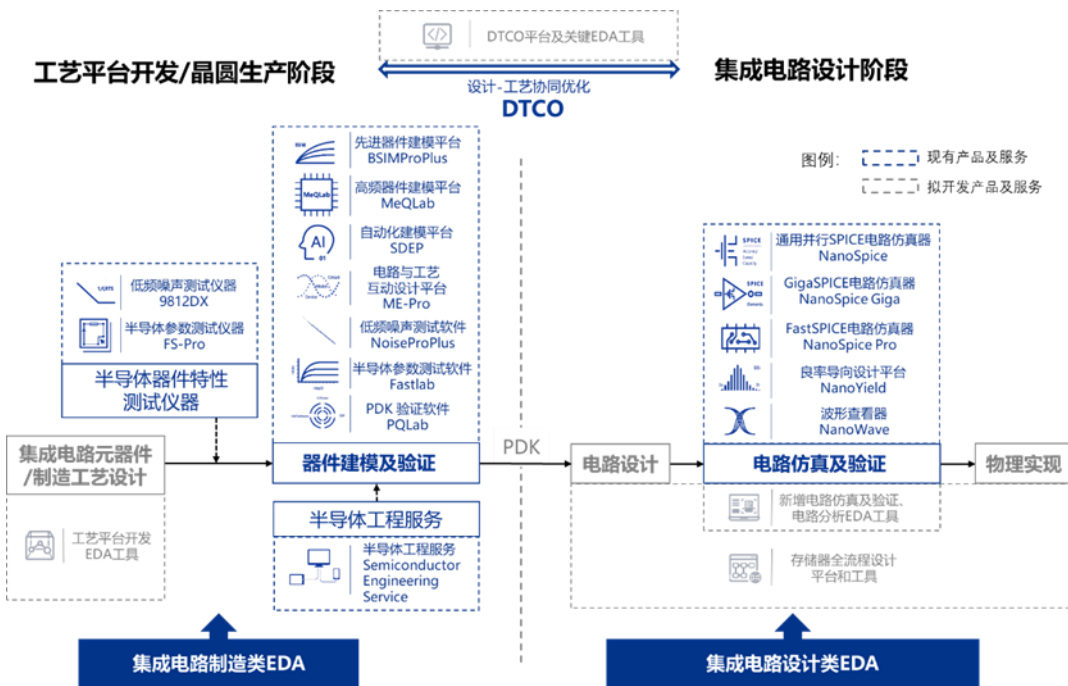 DTCO平台及关键EDA工具
工艺平台开发/晶圆生产阶段
集成电路设计阶段
设计-工艺协同优化
DTCO
图例：
现有产品及服务
拟开发产品及服务
先进器件建模平台
BSIMProPlus
MeQLab
高频器件建模平台
MeQLab
AI
01
自动化建模平台
SDEP
电路与工艺
互动设计平台
ME-Pro
低频噪声测试软件
NoiseProPlus
半导体参数测试软件
Fastlab
PDK 验证软件
PQLab
低频噪声测试仪器
9812DX
半导体参数测试仪器
FS-Pro
半导体器件特性
测试仪器
SPICE
通用并行SPICE电路仿真器
NanoSpice
SPICE
GigaSPICE电路仿真器
NanoSpice Giga
FastSPICE电路仿真器
NanoSpice Pro
良率导向设计平台
NanoYield
波形查看器
NanoWave
集成电路元器件
/制造工艺设计
器件建模及验证
PDK
电路设计
电路仿真及验证
物理实现
工艺平台开发
EDA工具
半导体工程服务
半导体工程服务
Semiconductor
Engineering
Service
新增电路仿真及验证、
电路分析EDA工具
存储器全流程设计
平台和工具
集成电路制造类EDA
集成电路设计类EDA